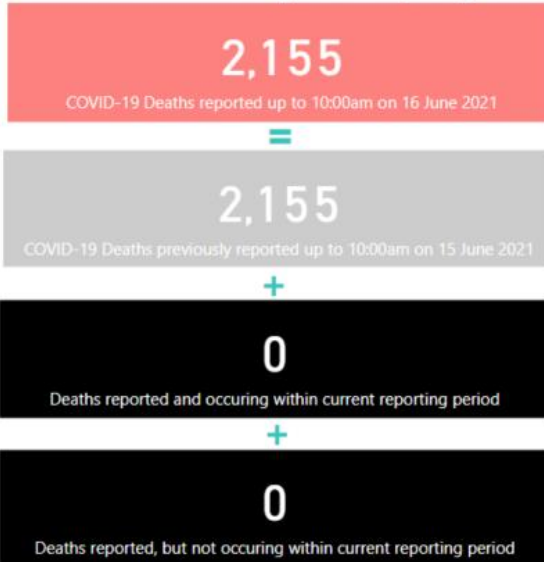 2,155
COVID-19 Deaths reported up to 10:00am on 16 June 2021
=
2,155
COVID-19 Deaths previously reported up to 10:00am on 15 June 2021
+
0
Deaths reported and occuring within current reporting period
+
0
Deaths reported, but not occuring within current reporting period